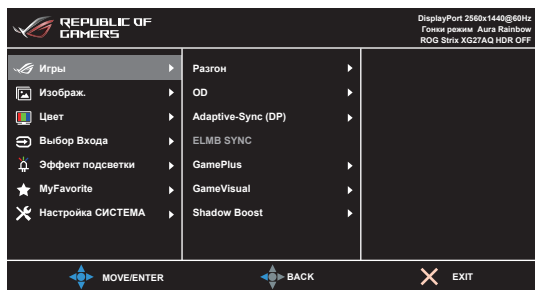 REPUBLIC OF
GAMERS
DisplayPort 2560x1440@60Hz
Гонки режим Aura Rainbow
ROG Strix XG27AQ HDR OFF
Игры
Изображ.
Цвет
Выбор Входа
Эффект подсветки
MyFavorite
Настройка СИСТЕМА
Разгон
OD
Adaptive-Sync (DP)
ELMB SYNC
GamePlus
GameVisual
Shadow Boost
MOVE/ENTER
BACK
EXIT